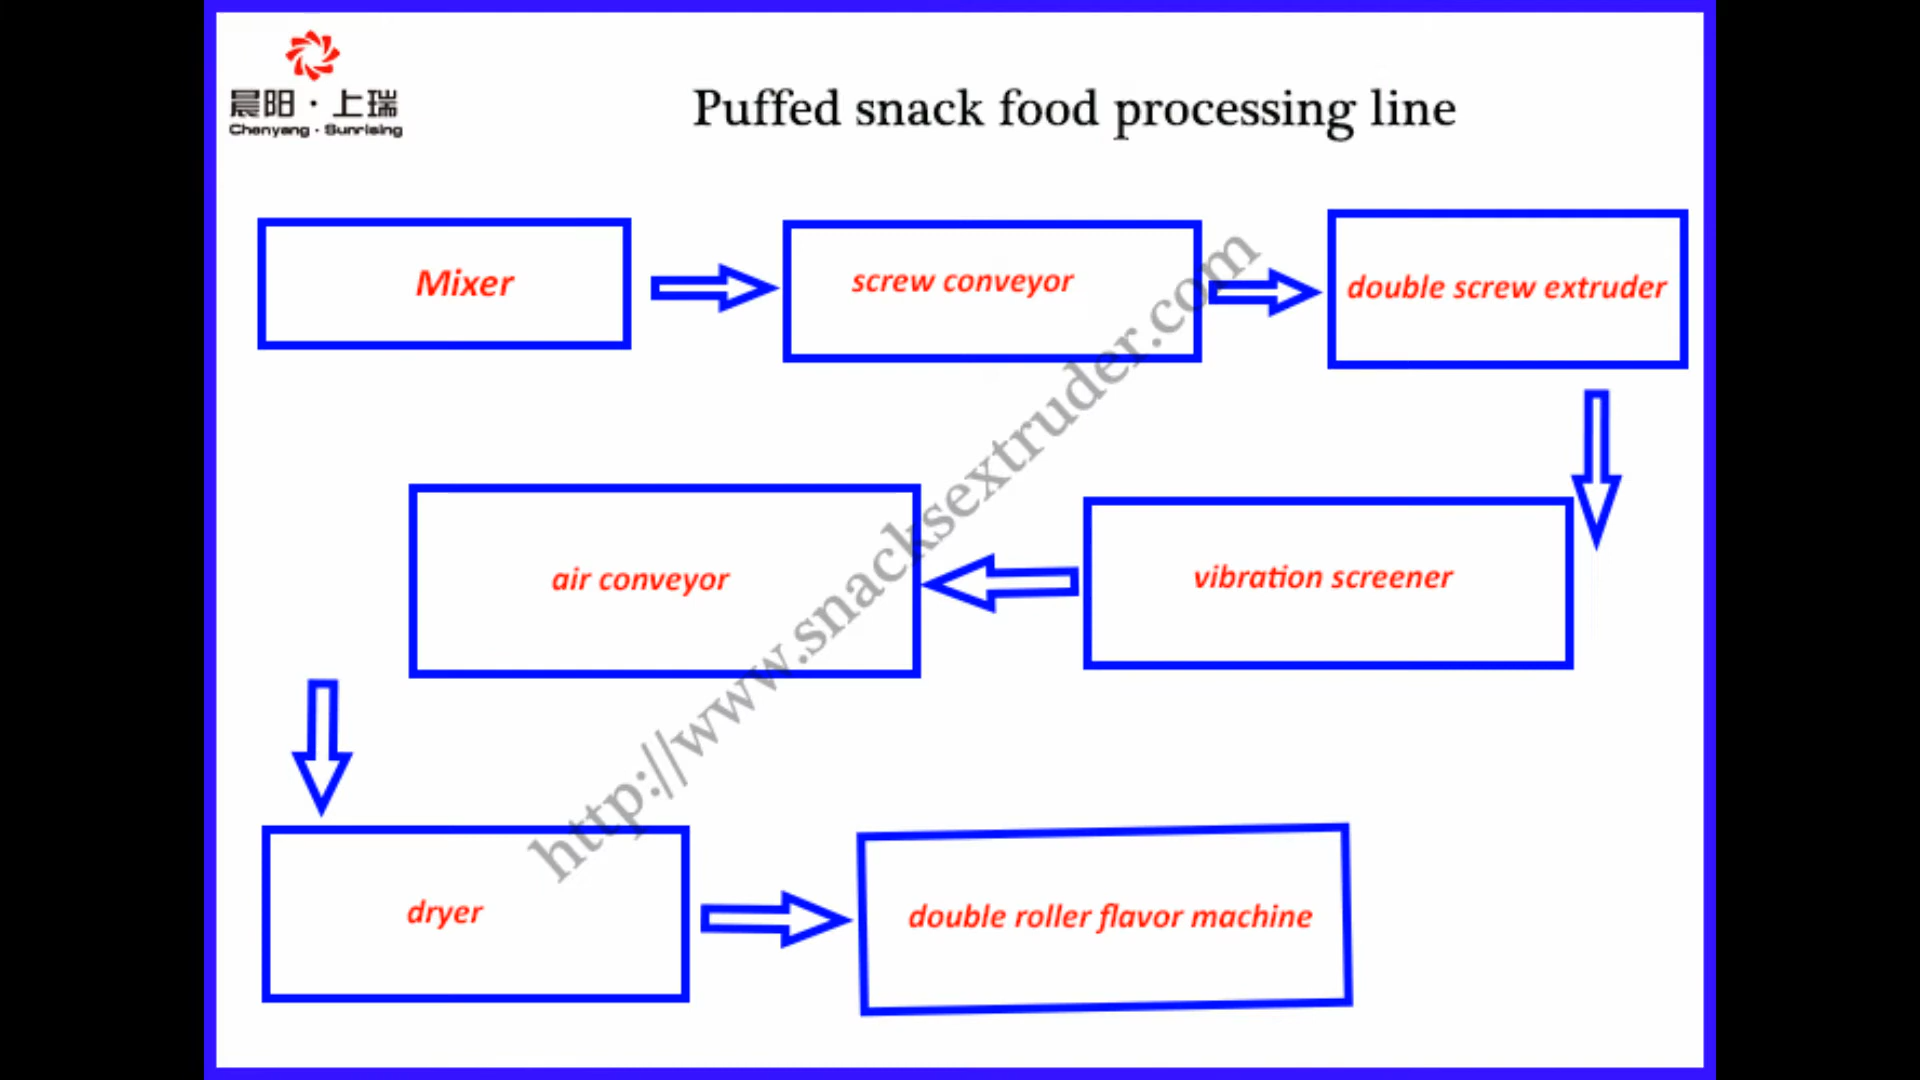 晨阳·上瑞
Chenyang·Sunrising
Puffed snack food processing line
Mixer
screw conveyor
double screw extruder
air conveyor
vibration screener
dryer
double roller flavor machine
http://www.snacksextruder.com